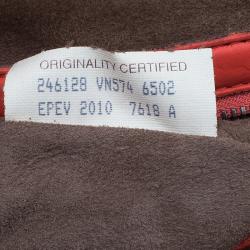 ORIGINALITY CERTIFIED
246128 VN574 6502
EPEV 2010 7618 A